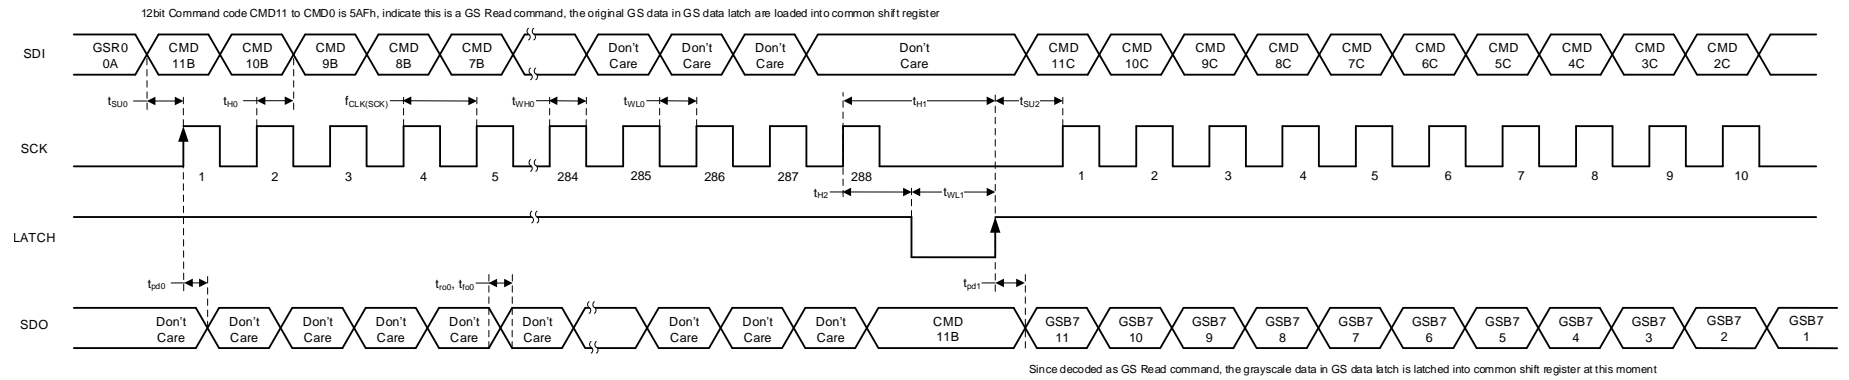 12bit Command code CMD11 to CMD0 is 5AFh, indicate this is a GS Read command, the original GS data in GS data latch are loaded into common shift register
SDI
GSR0 0A
CMD 11B
CMD 10B
CMD 9B
CMD 8B
CMD 7B
Don't Care
Don't Care
Don't Care
Don't Care
CMD 11C
CMD 10C
CMD 9C
CMD 8C
CMD 7C
CMD 6C
CMD 5C
CMD 4C
CMD 3C
CMD 2C
tSU0
tH0
fCLK(SCK)
tWH0
tWL0
tH1
tSU2
SCK
1 2 3 4 5 284 285 286 287 288 1 2 3 4 5 6 7 8 9 10
tH2
tWL1
LATCH
tpd0
tro0, tfo0
tpd1
SDO
Don't Care
Don't Care
Don't Care
Don't Care
Don't Care
Don't Care
Don't Care
Don't Care
Don't Care
CMD 11B
GSB7 11
GSB7 10
GSB7 9
GSB7 8
GSB7 7
GSB7 6
GSB7 5
GSB7 4
GSB7 3
GSB7 2
GSB7 1
Since decoded as GS Read command, the grayscale data in GS data latch is latched into common shift register at this moment